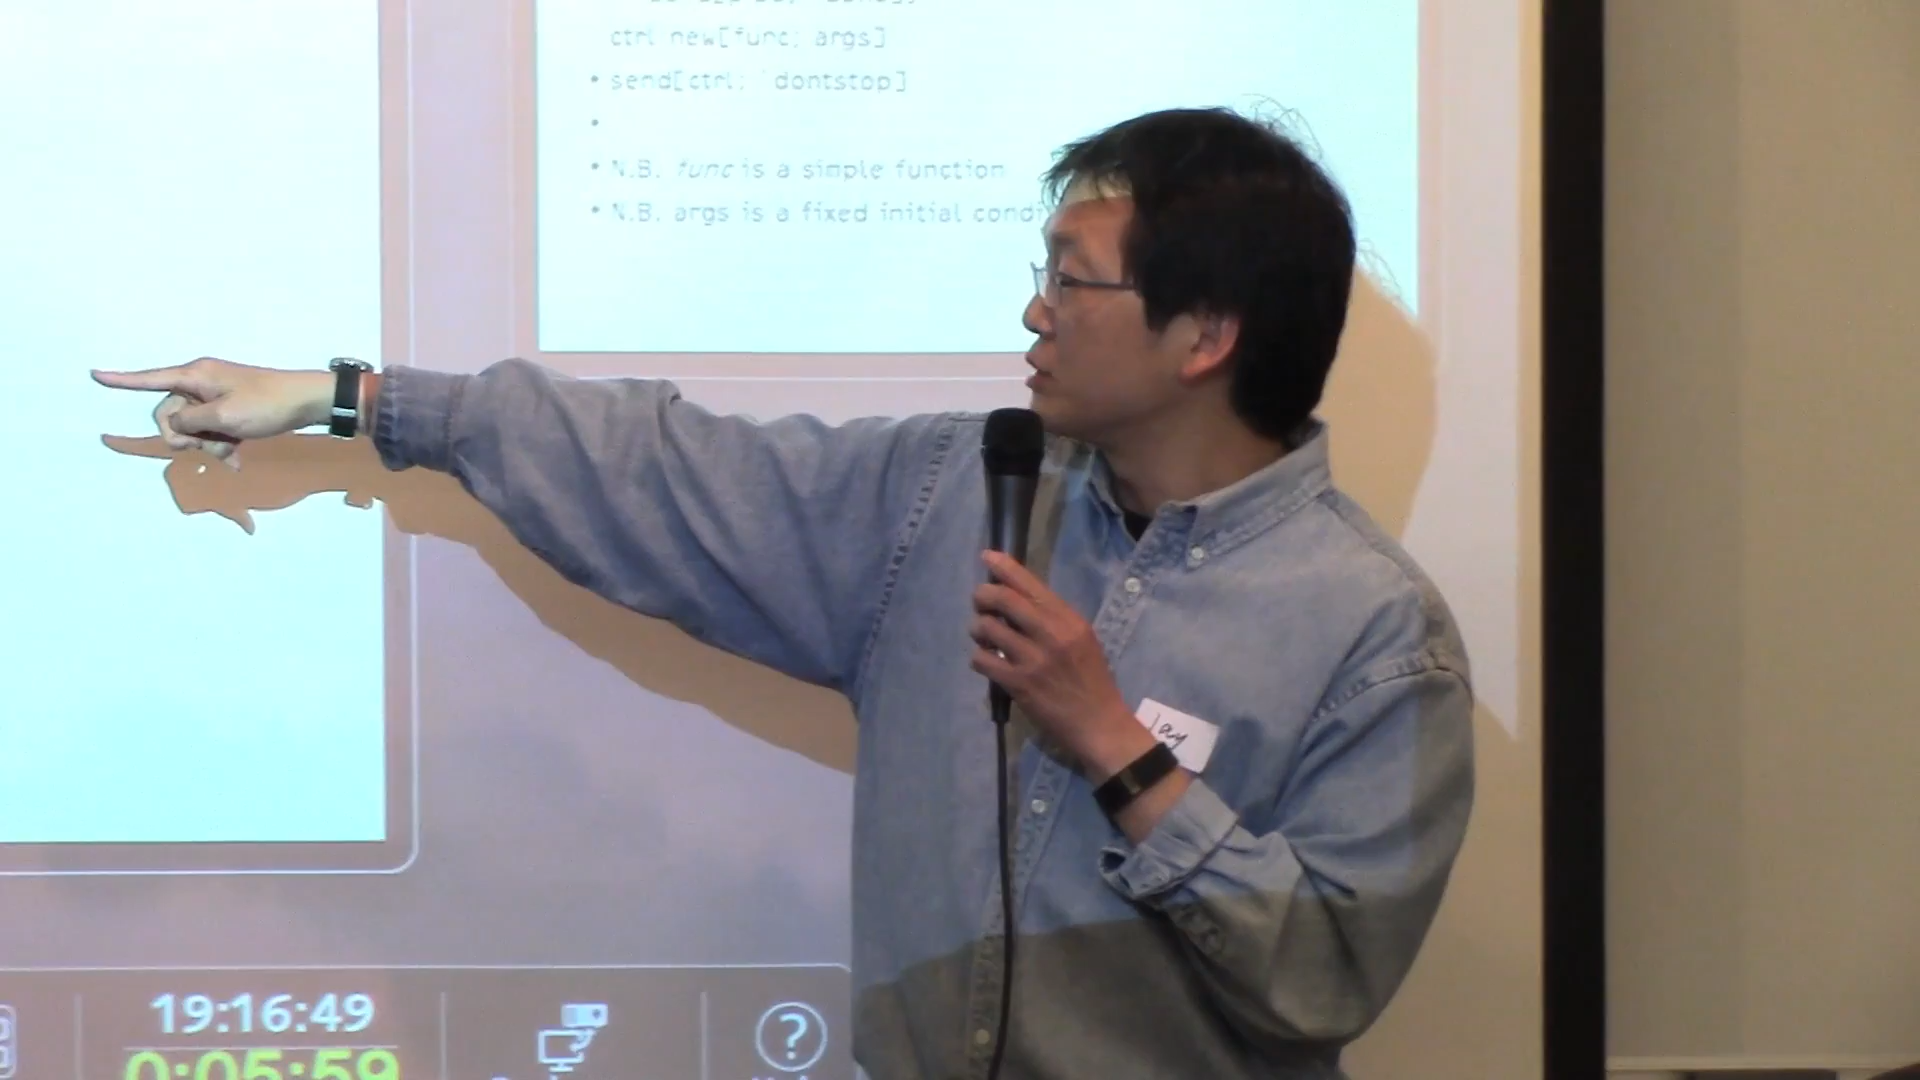 ctrl new[func; args]
• send[ctrl; `dontstop]
•
• N.B. func is a simple function
• N.B. args is a fixed initial
Jay
19:16:49
0:05:59
?